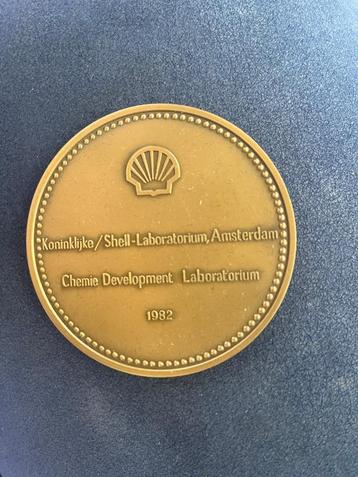 Koninklijke/Shell-Laboratorium, Amsterdam
Chemie Development Laboratorium
1982